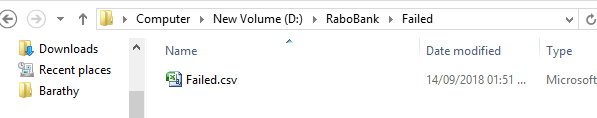 Computer New Volume (D:) RaboBank Failed
Downloads
Recent places
Barathy
Name Date modified Type
Failed.csv 14/09/2018 01:51 ... Microsoft